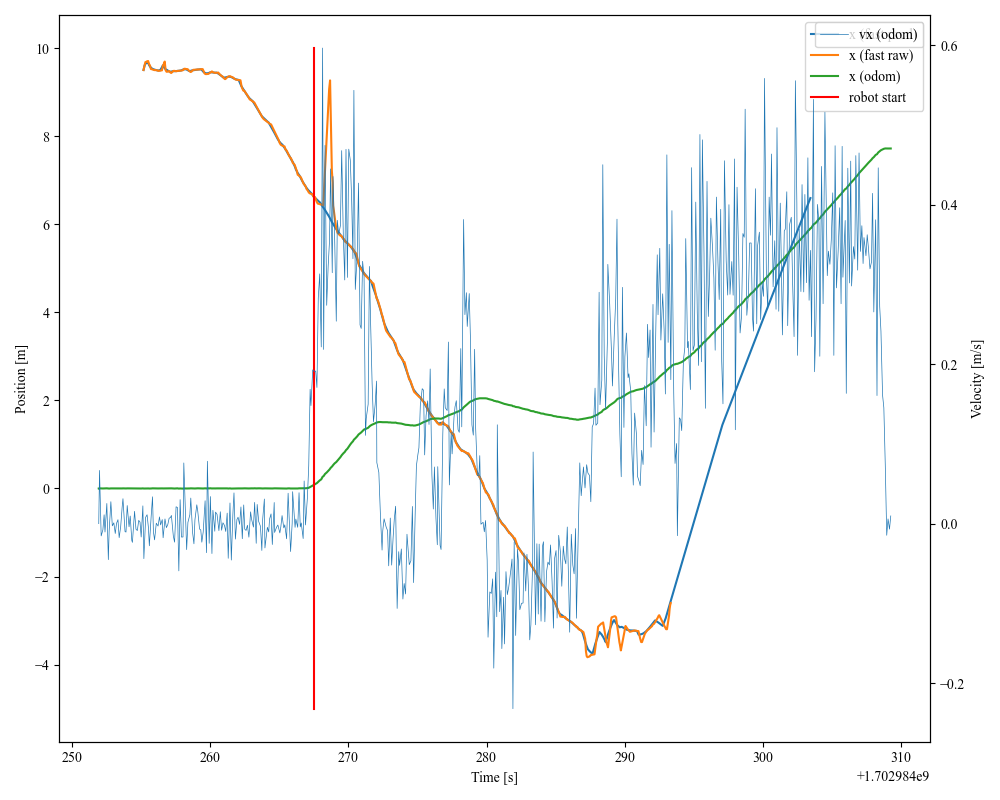 10
8
6
4
2
0
−2
−4
Position [m]
250
260
270
280
290
300
310
Time [s]
+1.702984e9
0.6
0.4
0.2
0.0
−0.2
Velocity [m/s]
vx (odom)
x (fast raw)
x (odom)
robot start